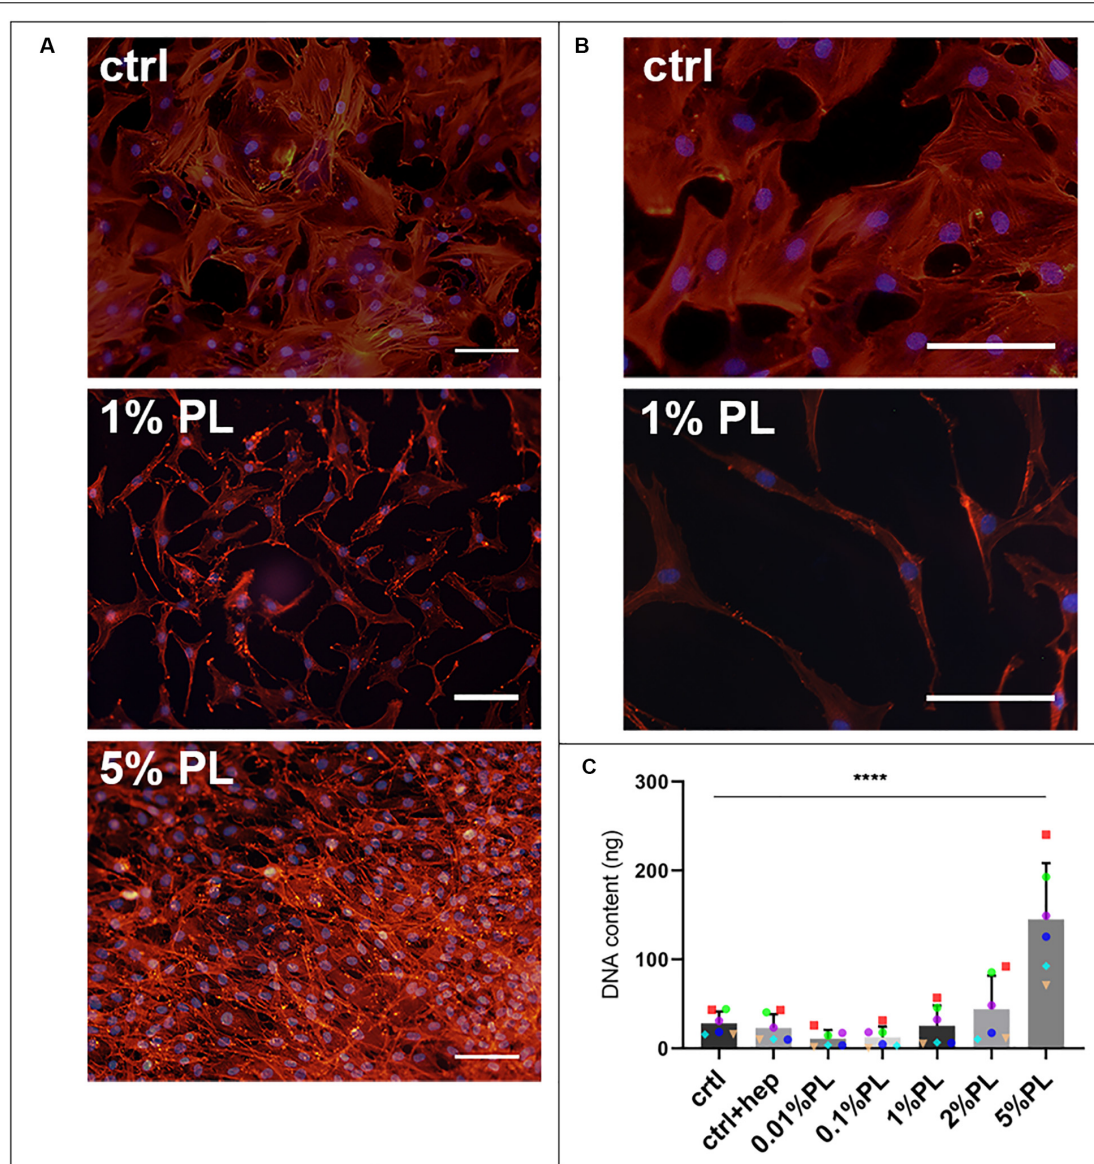 A
ctrl
1% PL
5% PL
B
ctrl
1% PL
C
****
300
200
100
0
DNA content (ng)
crtl
ctrl+hep
0.01%PL
0.1%PL
1%PL
2%PL
5%PL